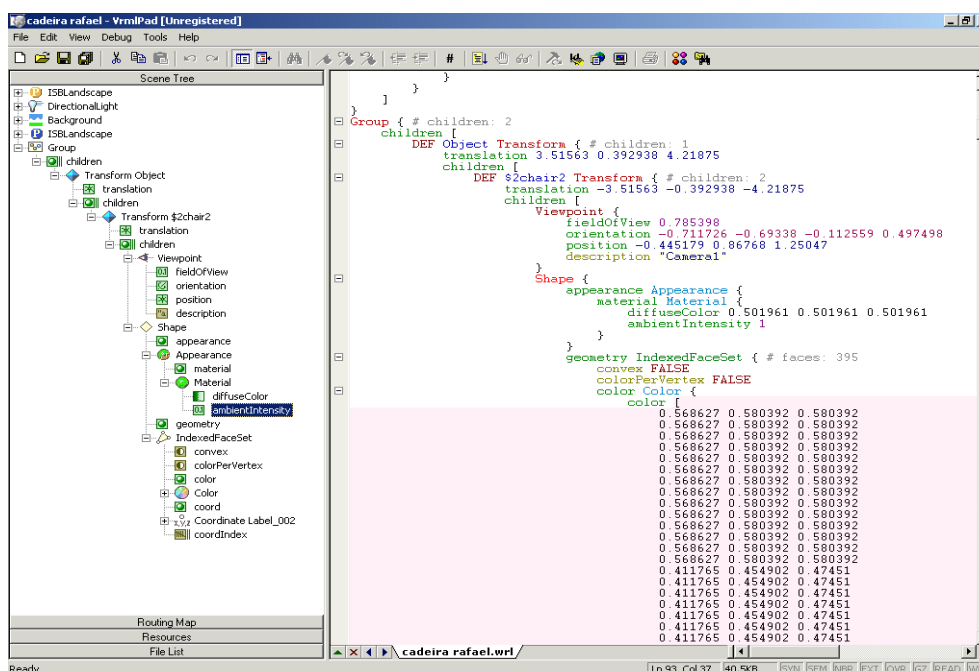 cadeira rafael - VrmlPad [Unregistered]
File Edit View Debug Tools Help
Scene Tree
ISBLandscape
DirectionalLight
Background
ISBLandscape
Group
children
Transform Object
translation
children
Transform $2chair2
translation
children
Viewpoint
fieldOfView
orientation
position
description
Shape
appearance
Appearance
material
Material
diffuseColor
ambientIntensity
geometry
IndexedFaceSet
convex
colorPerVertex
color
Color
coord
Coordinate Label_002
coordIndex
Routing Map
Resources
File List
}
}
]
}
Group { # children: 2
children [
DEF Object Transform { # children: 1
translation 3.51563 0.392938 4.21875
children [
DEF $2chair2 Transform { # children: 2
translation -3.51563 -0.392938 -4.21875
children [
Viewpoint {
fieldOfView 0.785398
orientation -0.711726 -0.69338 -0.112559 0.497498
position -0.445179 0.86768 1.25047
description "Camera1"
}
Shape {
appearance Appearance {
material Material {
diffuseColor 0.501961 0.501961 0.501961
ambientIntensity 1
}
}
geometry IndexedFaceSet { # faces: 395
convex FALSE
colorPerVertex FALSE
color Color {
color [
0.568627 0.580392 0.580392
0.568627 0.580392 0.580392
0.568627 0.580392 0.580392
0.568627 0.580392 0.580392
0.568627 0.580392 0.580392
0.568627 0.580392 0.580392
0.568627 0.580392 0.580392
0.568627 0.580392 0.580392
0.568627 0.580392 0.580392
0.568627 0.580392 0.580392
0.568627 0.580392 0.580392
0.568627 0.580392 0.580392
0.568627 0.580392 0.580392
0.568627 0.580392 0.580392
0.411765 0.454902 0.47451
0.411765 0.454902 0.47451
0.411765 0.454902 0.47451
0.411765 0.454902 0.47451
0.411765 0.454902 0.47451
0.411765 0.454902 0.47451
0.411765 0.454902 0.47451
cadeira rafael.wrl
Ready Ln 93, Col 37 40.5KB SYN SEM NBR EXT OVR GZ READ